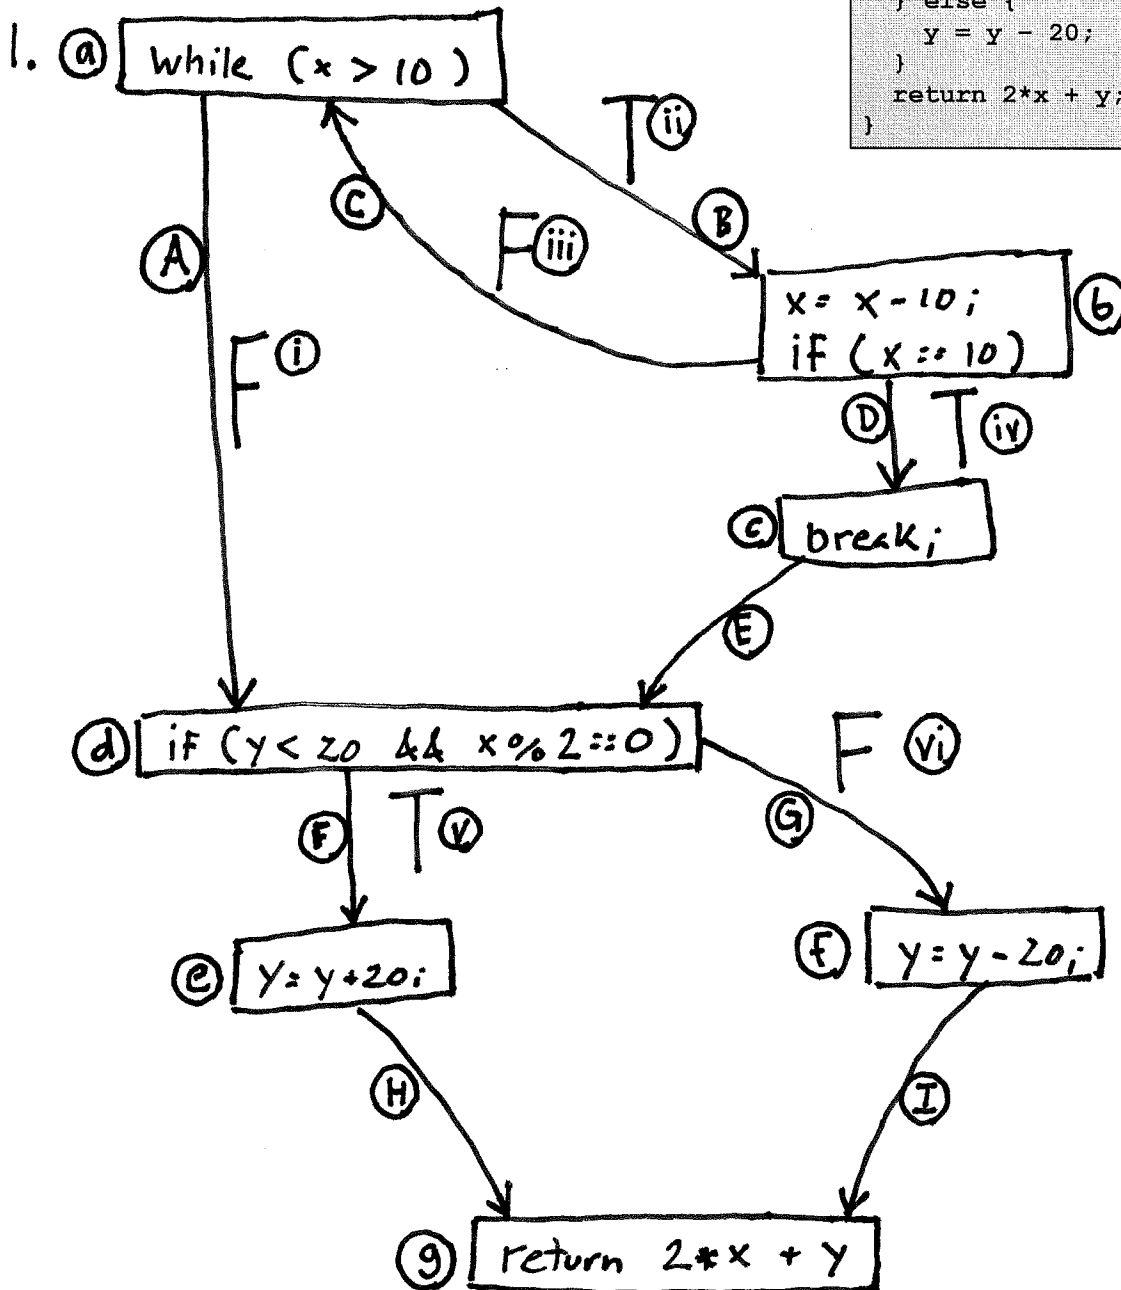 } else {
y = y - 20;
}
return 2*x + y;
}
1. a while (x > 10)
T ii
C
B
F iii
A
x = x - 10; b
if (x == 10)
F i
D T iv
c break;
E
d if (y < 20 && x % 2 == 0)
F vi
F T v
G
e y = y + 20;
f y = y - 20;
H
I
g return 2 * x + y